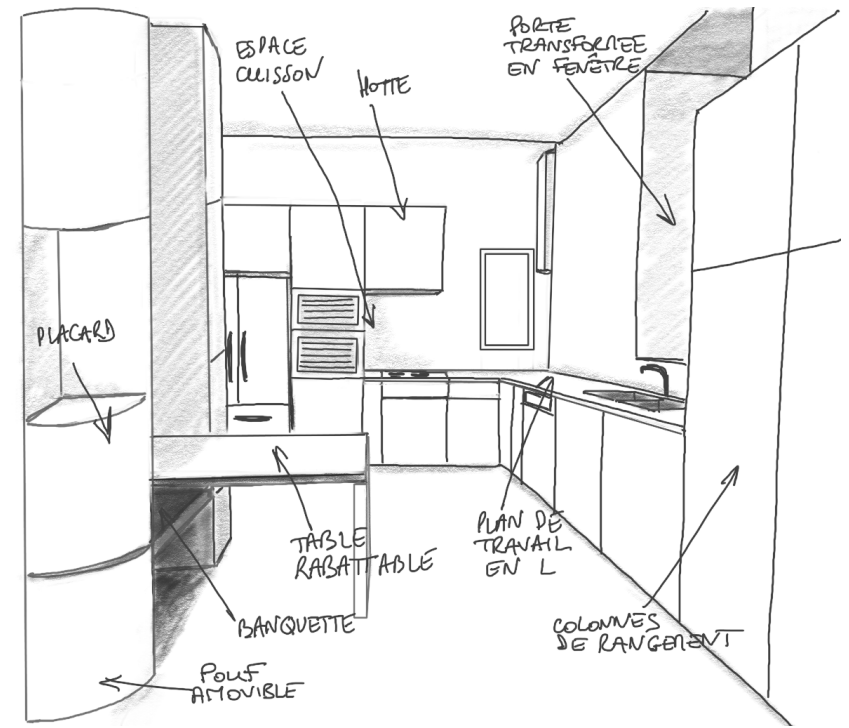 ESPACE
CUISSON
HOTTE
PORTE
TRANSFORMEE
EN FENÊTRE
PLACARD
TABLE
RABATTABLE
PLAN DE
TRAVAIL
EN L
BANQUETTE
COLONNES
DE RANGEMENT
POUF
AMOVIBLE